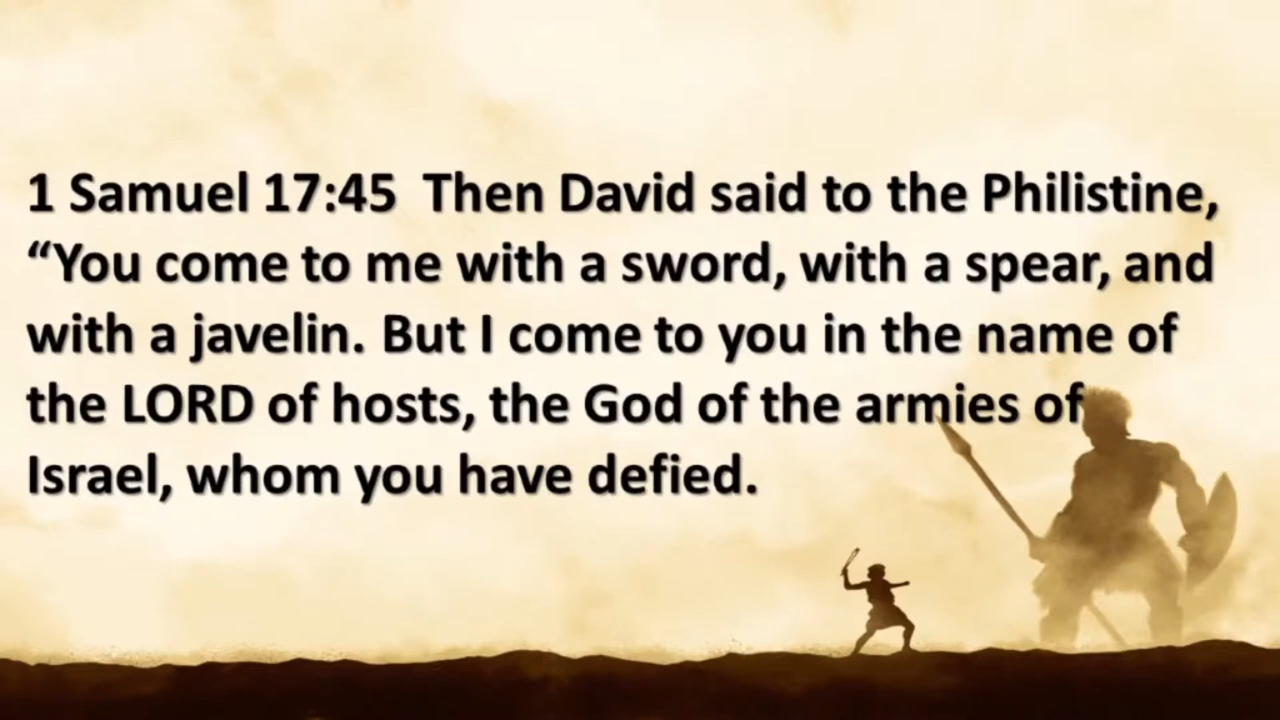 1 Samuel 17:45  Then David said to the Philistine,
“You come to me with a sword, with a spear, and
with a javelin. But I come to you in the name of
the LORD of hosts, the God of the armies of
Israel, whom you have defied.